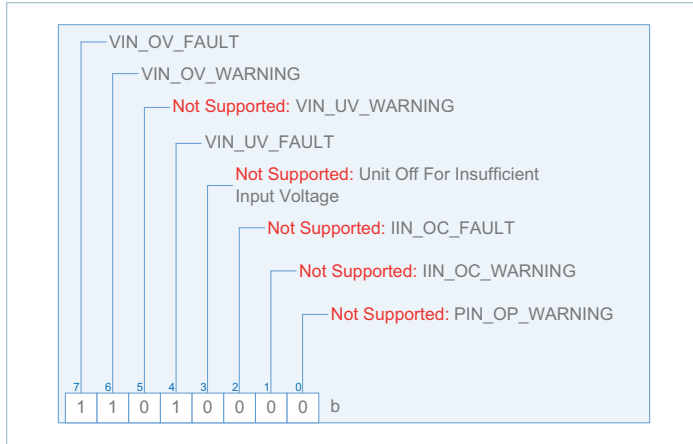 VIN_OV_FAULT
VIN_OV_WARNING
Not Supported: VIN_UV_WARNING
VIN_UV_FAULT
Not Supported: Unit Off For Insufficient
Input Voltage
Not Supported: IIN_OC_FAULT
Not Supported: IIN_OC_WARNING
Not Supported: PIN_OP_WARNING
7 6 5 4 3 2 1 0
1 1 0 1 0 0 0 0 b